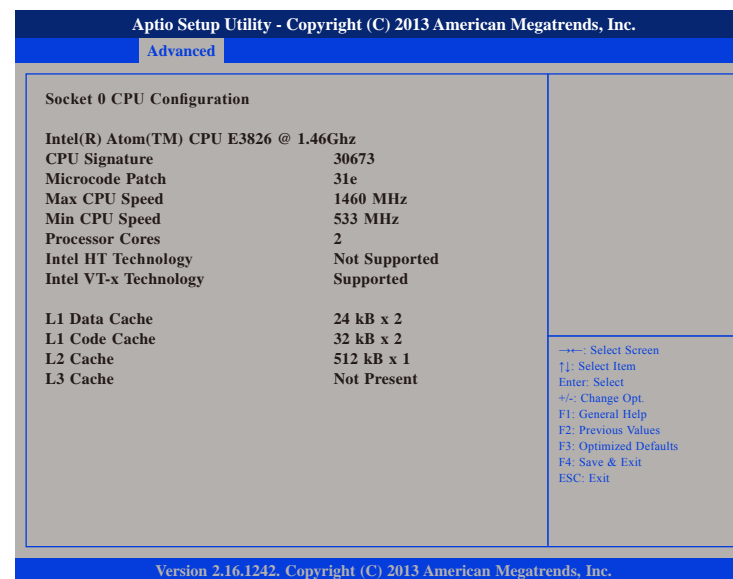 Aptio Setup Utility - Copyright (C) 2013 American Megatrends, Inc.
Advanced
Socket 0 CPU Configuration
Intel(R) Atom(TM) CPU E3826 @ 1.46Ghz
CPU Signature 30673
Microcode Patch 31e
Max CPU Speed 1460 MHz
Min CPU Speed 533 MHz
Processor Cores 2
Intel HT Technology Not Supported
Intel VT-x Technology Supported
L1 Data Cache 24 kB x 2
L1 Code Cache 32 kB x 2
L2 Cache 512 kB x 1
L3 Cache Not Present
→←: Select Screen
↑↓: Select Item
Enter: Select
+/-: Change Opt.
F1: General Help
F2: Previous Values
F3: Optimized Defaults
F4: Save & Exit
ESC: Exit
Version 2.16.1242. Copyright (C) 2013 American Megatrends, Inc.